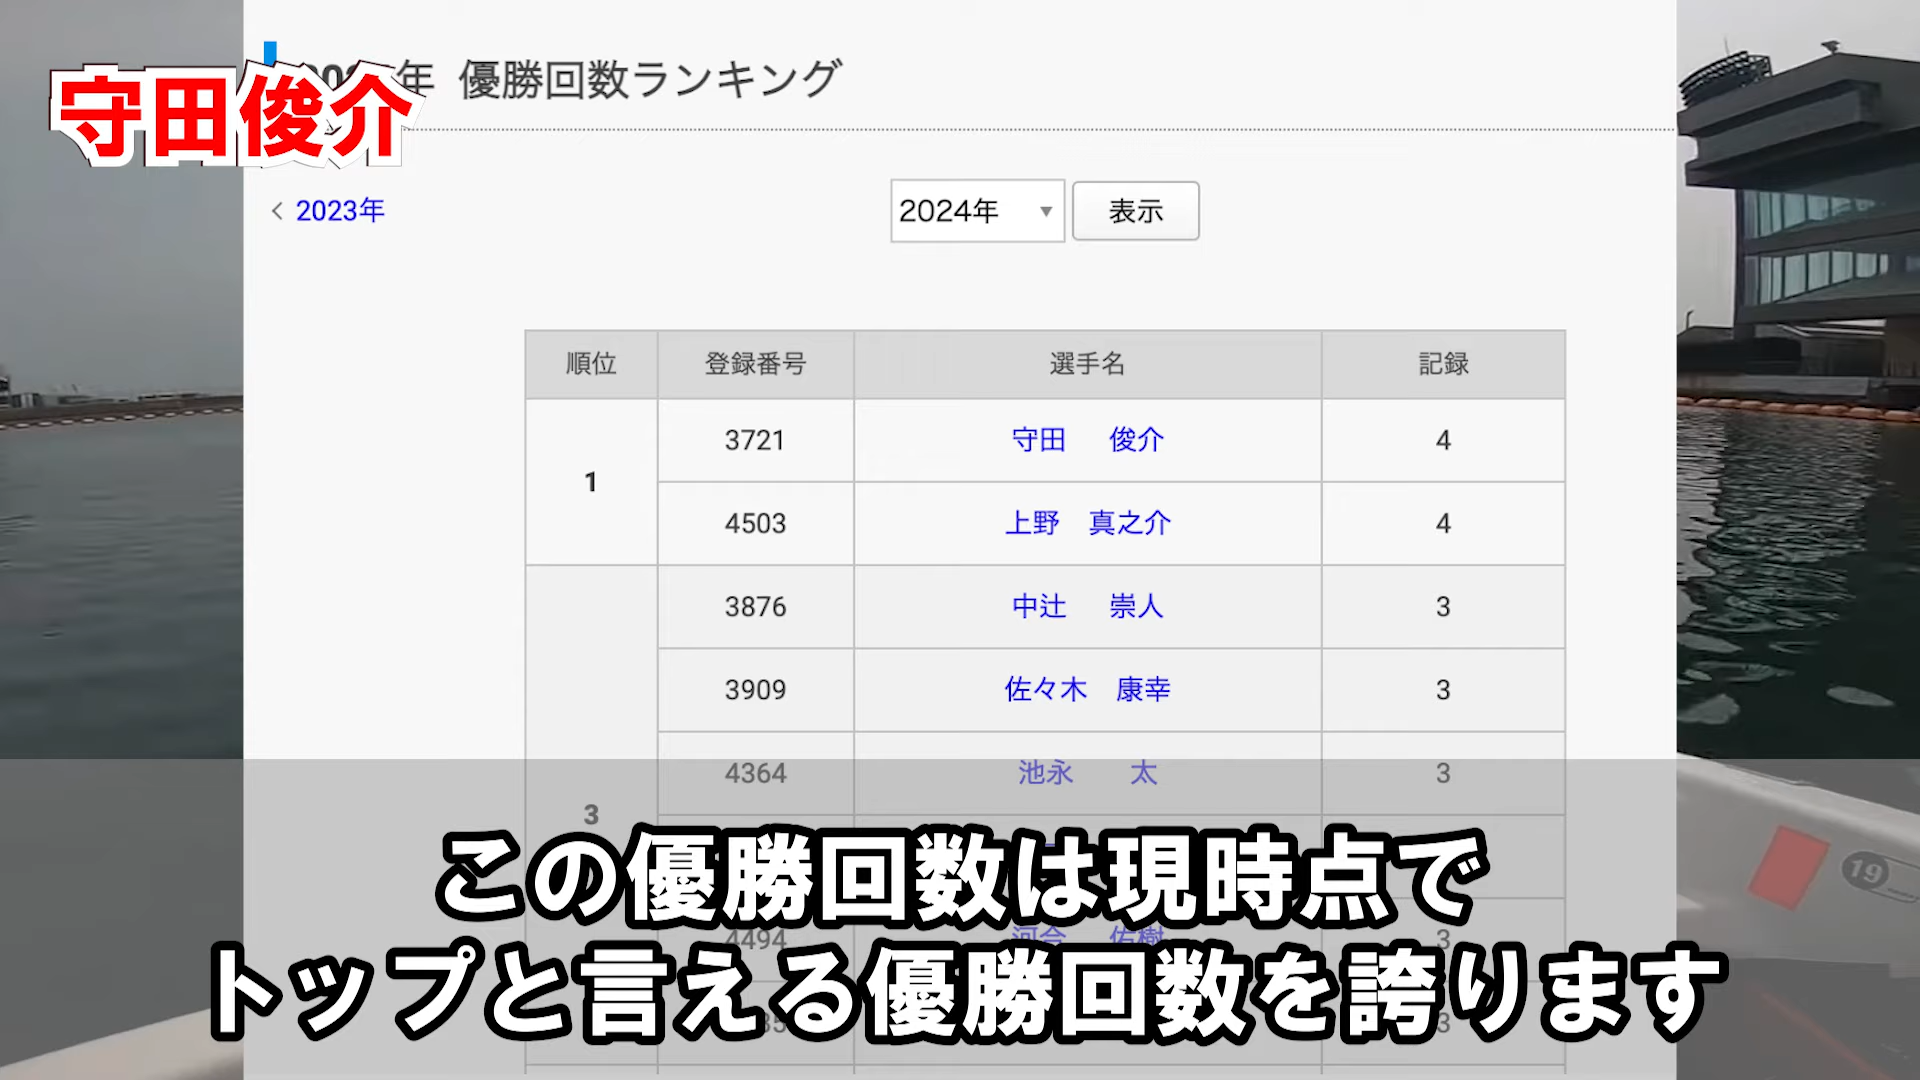 守田俊介
年 優勝回数ランキング
2023年
2024年 表示
順位 登録番号 選手名 記録
1 3721 守田 俊介 4
4503 上野 真之介 4
3876 中辻 崇人 3
3909 佐々木 康幸 3
4364 池永 太 3
3
この優勝回数は現時点で
4494 河合 佑樹 3
トップと言える優勝回数を誇ります
3
19